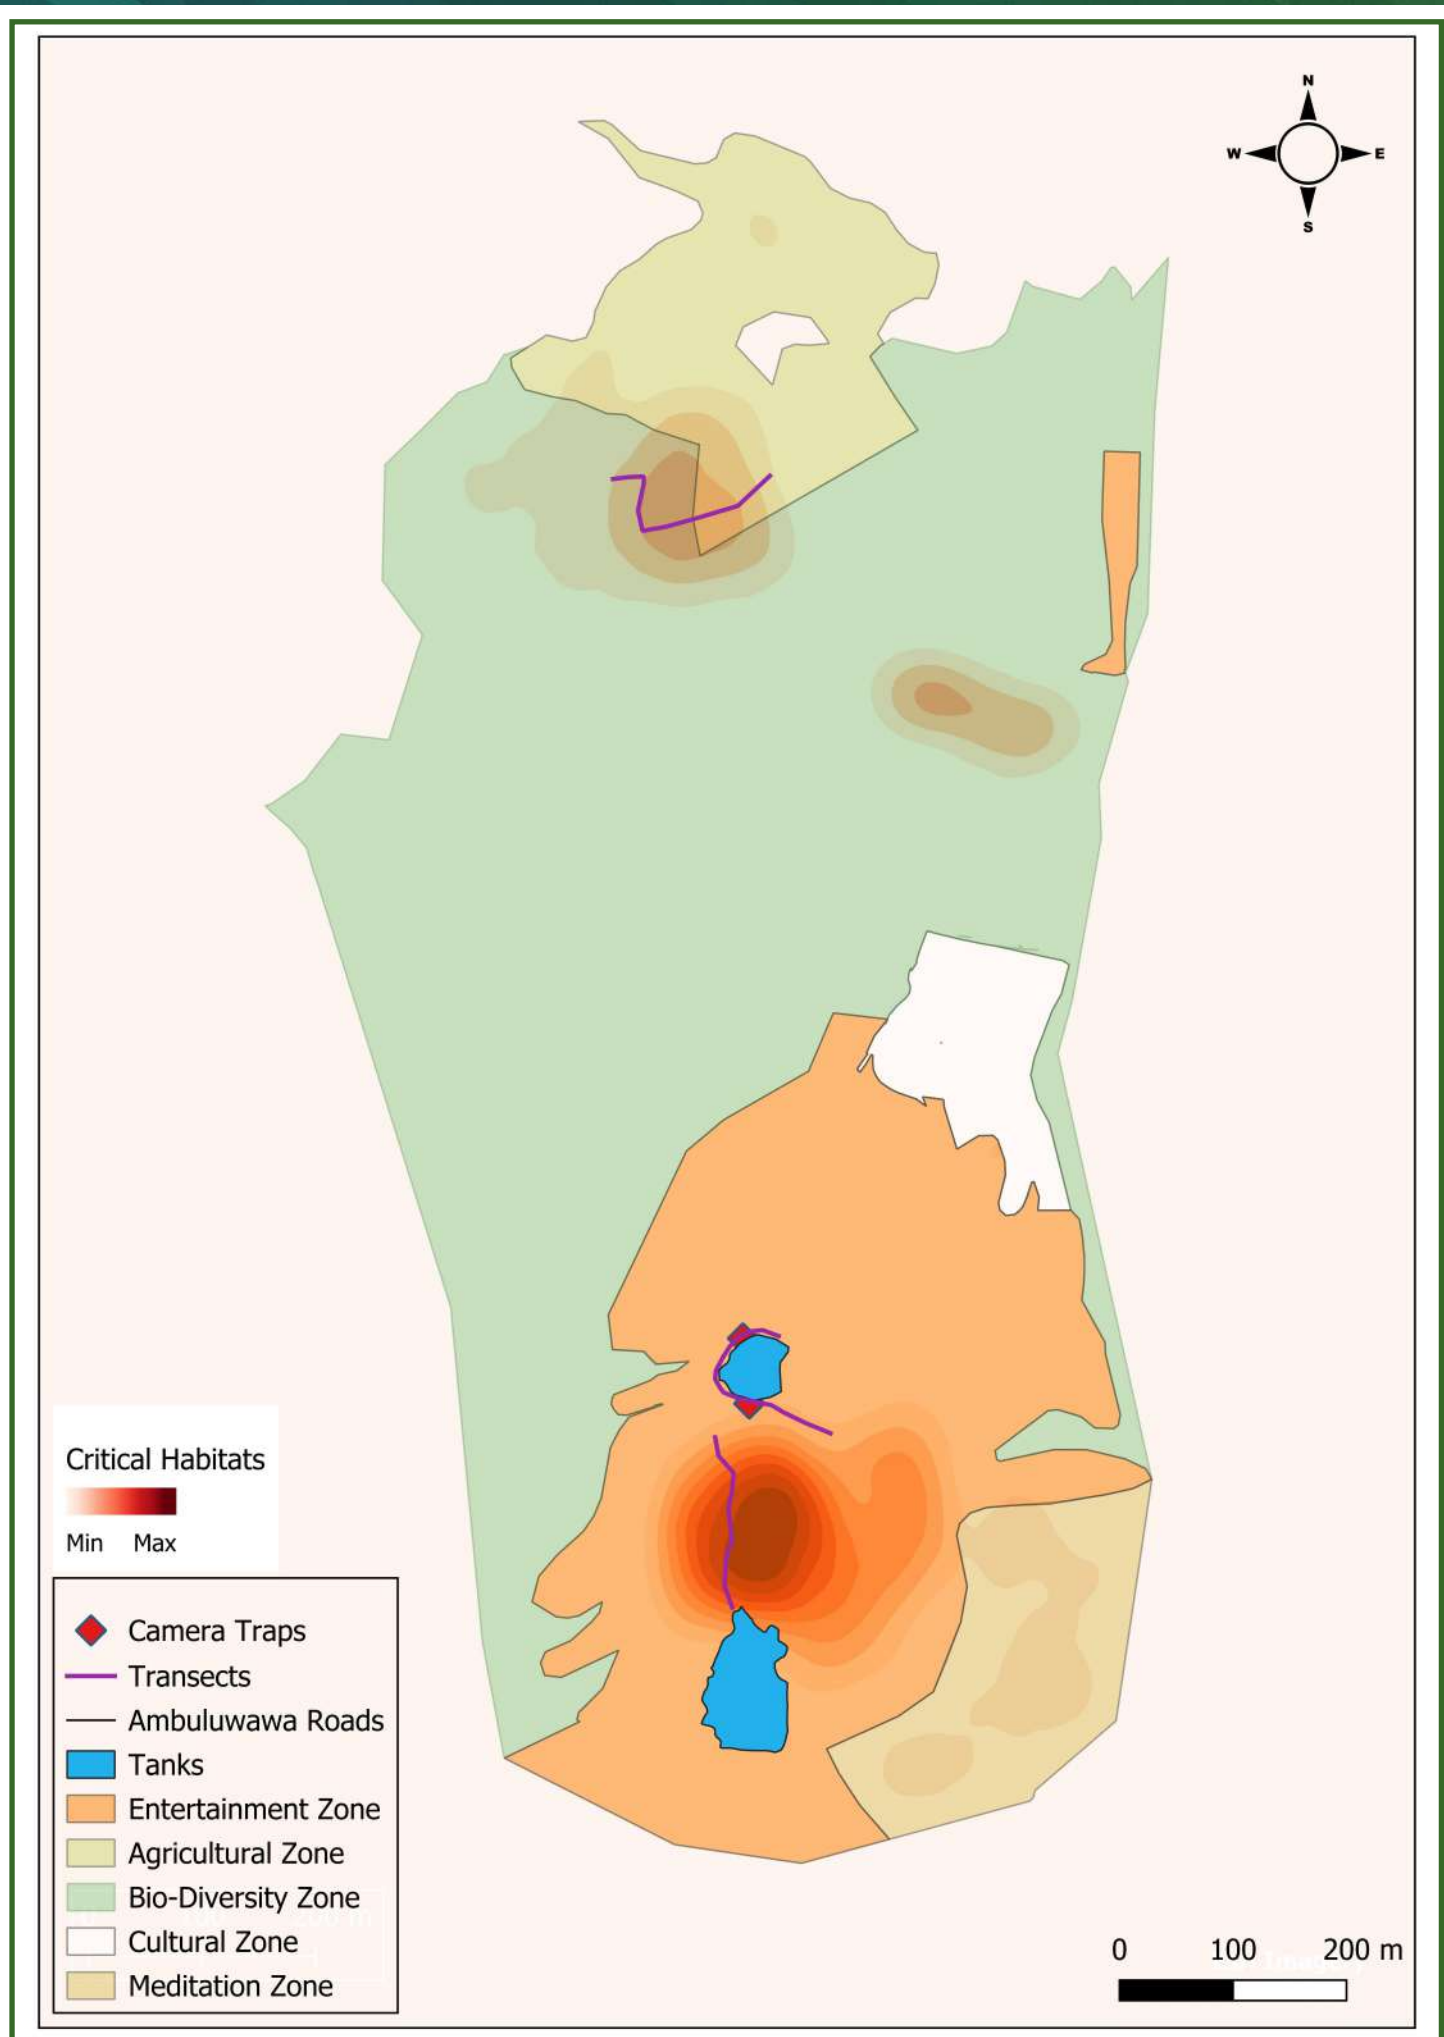 N
W E
S
Critical Habitats
Min Max
Camera Traps
Transects
Ambuluwawa Roads
Tanks
Entertainment Zone
Agricultural Zone
Bio-Diversity Zone
Cultural Zone
Meditation Zone
0 100 200 m